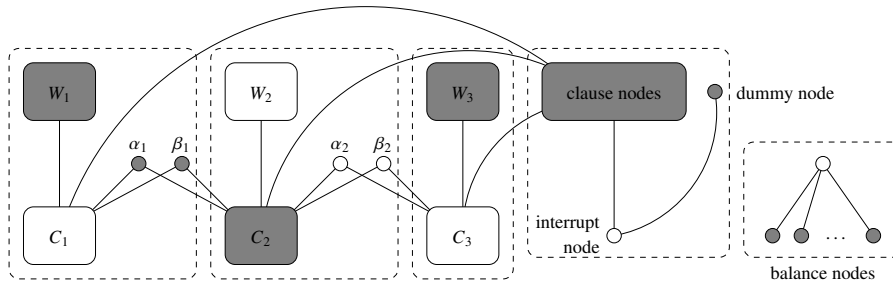 W1
W2
W3
clause nodes
dummy node
α1
β1
α2
β2
C1
C2
C3
interrupt
node
...
balance nodes